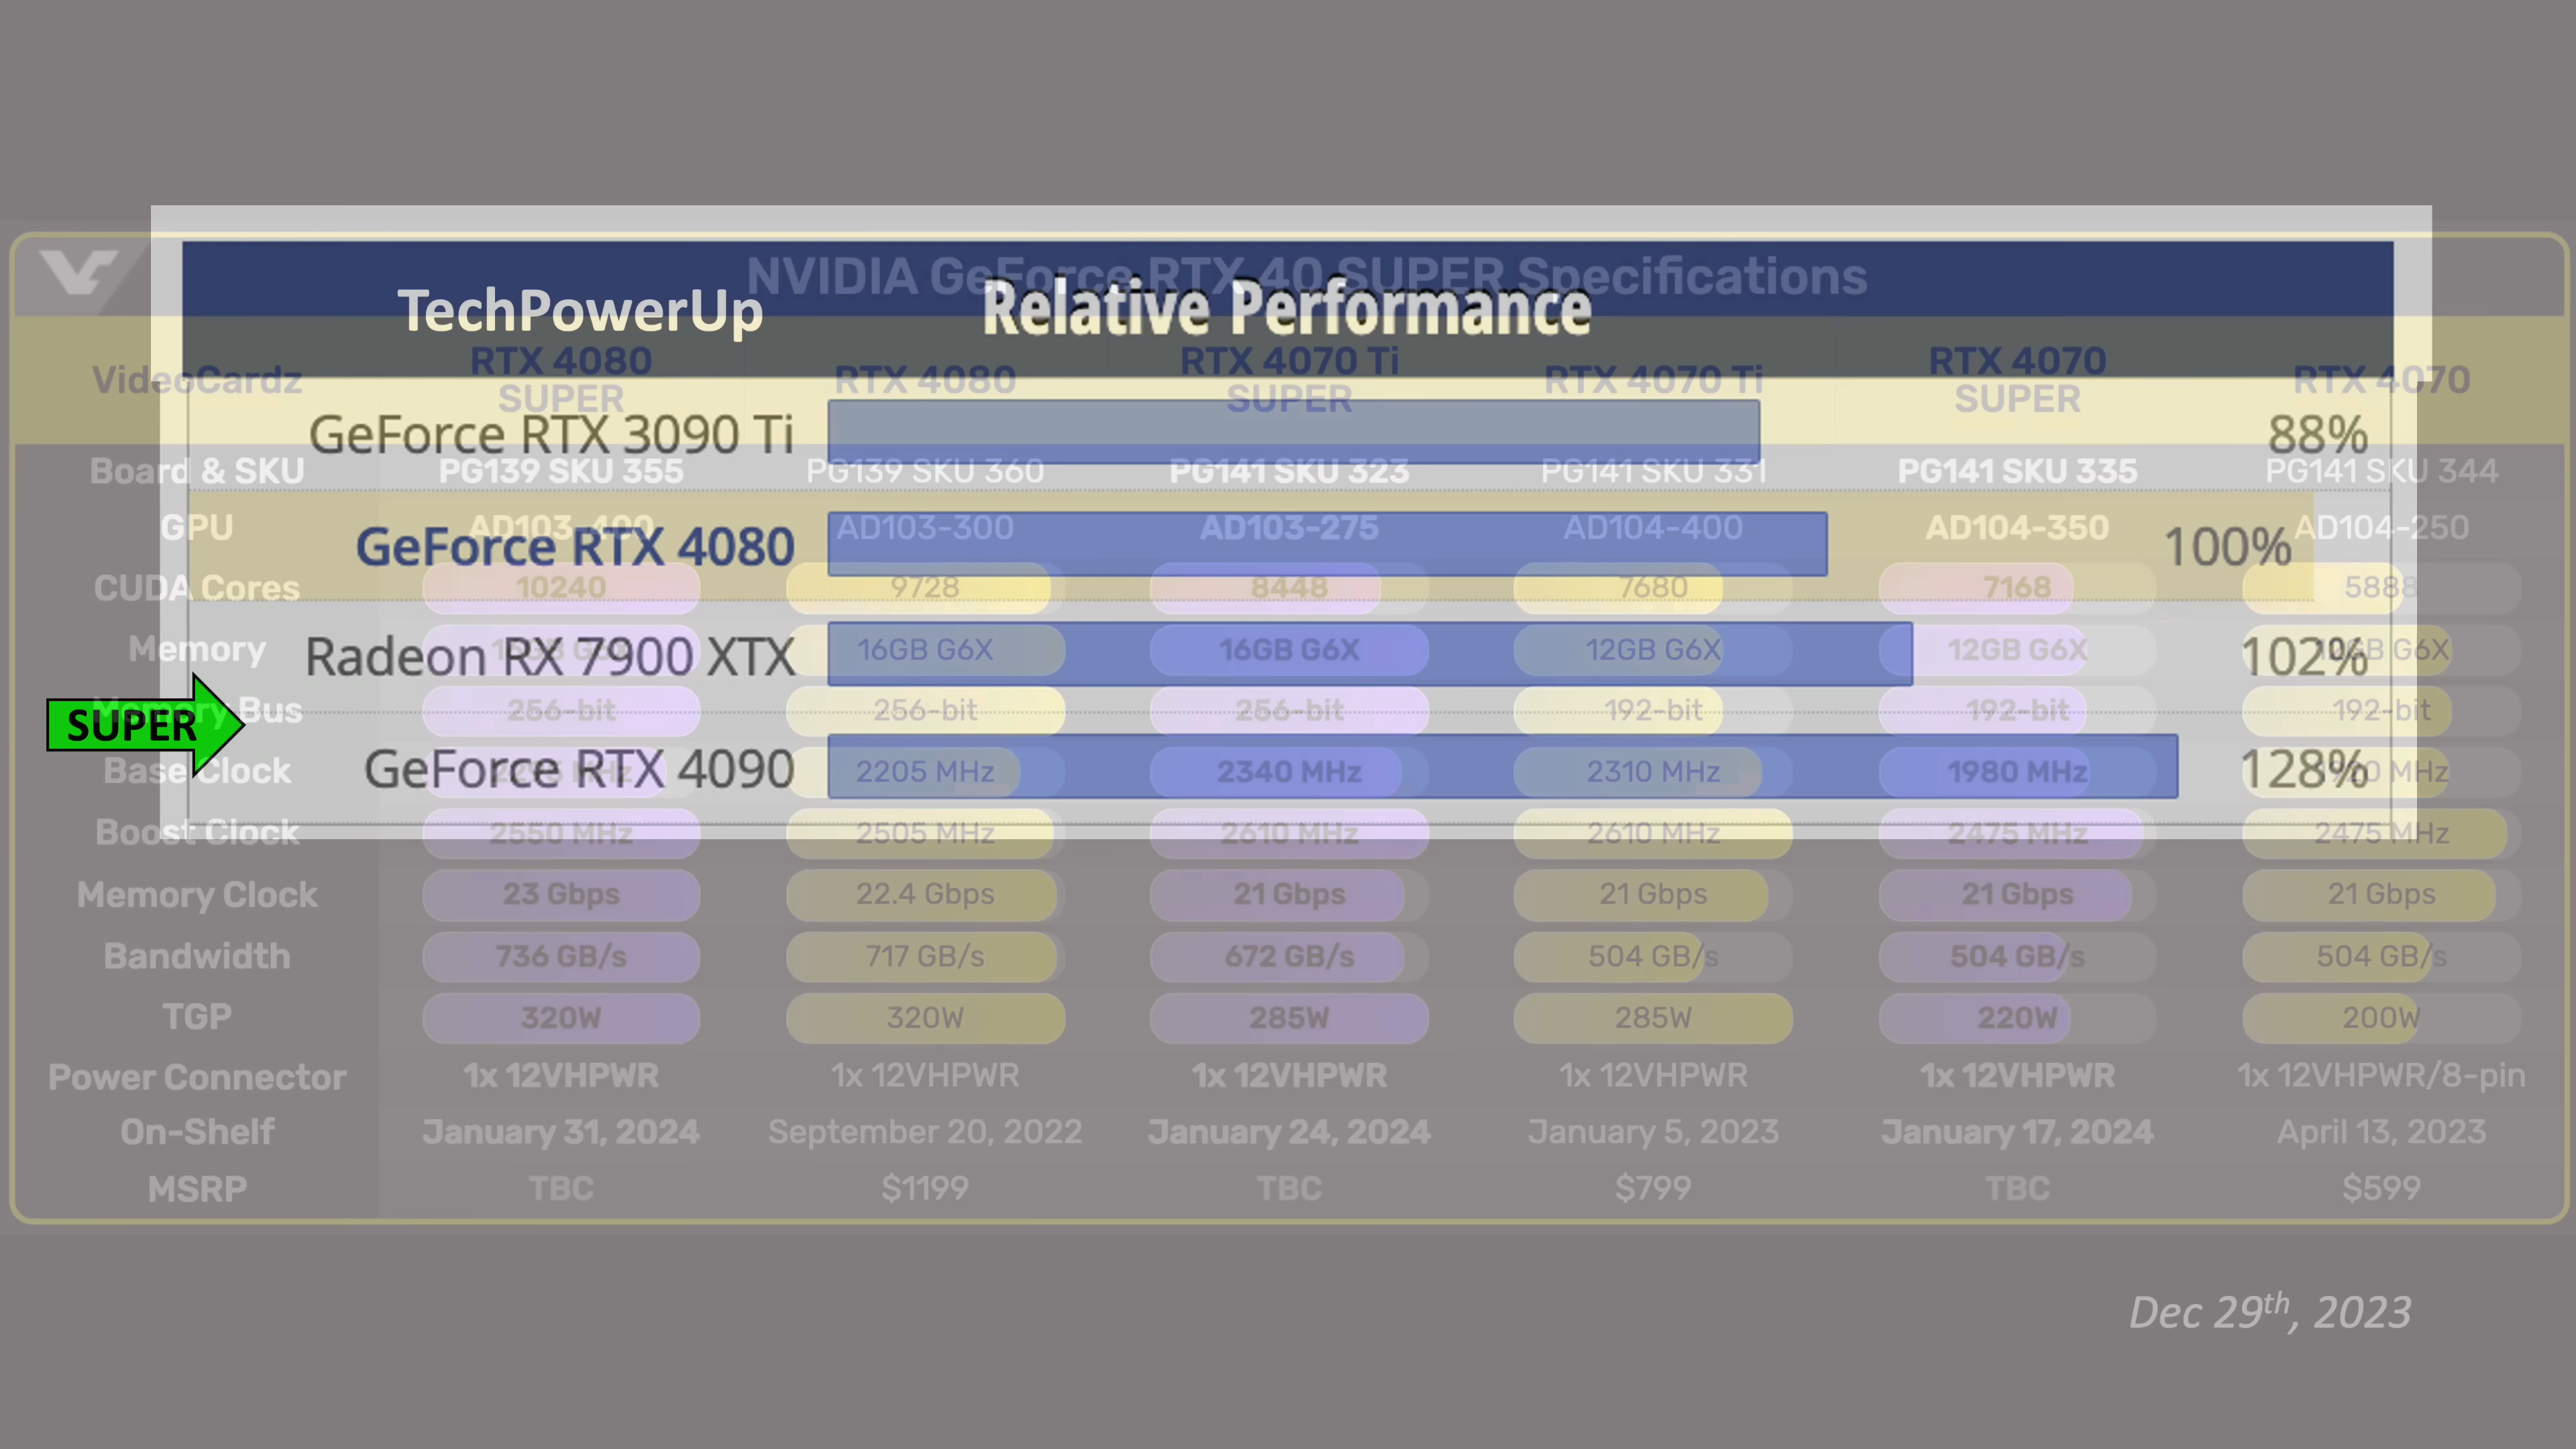 NVIDIA GeForce RTX 40 SUPER Specifications
TechPowerUp Relative Performance
VideoCardz RTX 4080 SUPER RTX 4080 RTX 4070 Ti SUPER RTX 4070 Ti RTX 4070 SUPER RTX 4070
GeForce RTX 3090 Ti 88%
Board & SKU PG139 SKU 355 PG139 SKU 360 PG141 SKU 323 PG141 SKU 331 PG141 SKU 335 PG141 SKU 344
GPU AD103-400 AD103-300 AD103-275 AD104-400 AD104-350 AD104-250
GeForce RTX 4080 100%
CUDA Cores 10240 9728 8448 7680 7168 5888
Memory 16GB G6X 16GB G6X 12GB G6X 12GB G6X
Radeon RX 7900 XTX 102%
Memory Bus 256-bit 256-bit 256-bit 192-bit 192-bit 192-bit
SUPER
Base Clock 2205 MHz 2340 MHz 2310 MHz 1980 MHz MHz
GeForce RTX 4090 128%
Boost Clock 2550 MHz 2505 MHz 2610 MHz 2610 MHz 2475 MHz 2475 MHz
Memory Clock 23 Gbps 22.4 Gbps 21 Gbps 21 Gbps 21 Gbps 21 Gbps
Bandwidth 736 GB/s 717 GB/s 672 GB/s 504 GB/s 504 GB/s 504 GB/s
TGP 320W 320W 285W 285W 220W 200W
Power Connector 1x 12VHPWR 1x 12VHPWR 1x 12VHPWR 1x 12VHPWR 1x 12VHPWR 1x 12VHPWR/8-pin
On-Shelf January 31, 2024 September 20, 2022 January 24, 2024 January 5, 2023 January 17, 2024 April 13, 2023
MSRP TBC $1199 TBC $799 TBC $599
Dec 29th, 2023